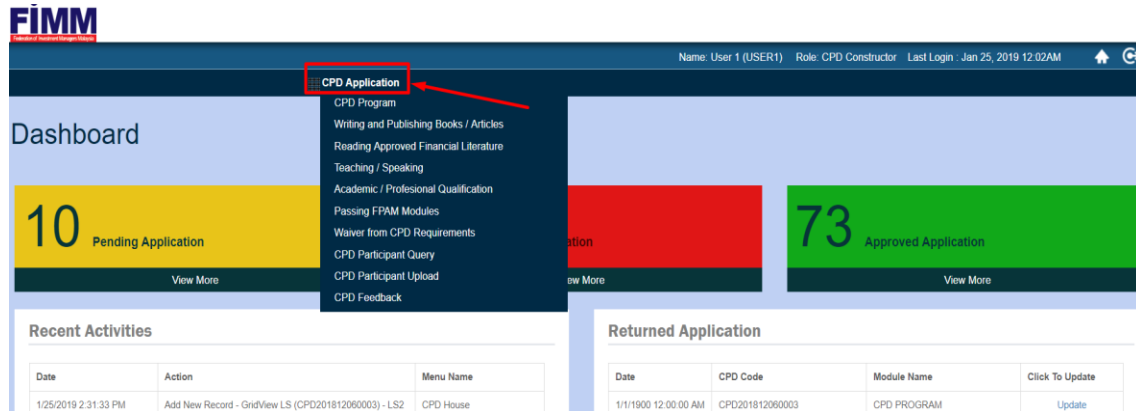 FIMM
Federation of Investment Managers Malaysia
Name: User 1 (USER1) Role: CPD Constructor Last Login : Jan 25, 2019 12:02AM
CPD Application
CPD Program
Writing and Publishing Books / Articles
Reading Approved Financial Literature
Teaching / Speaking
Academic / Profesional Qualification
Passing FPAM Modules
Waiver from CPD Requirements
CPD Participant Query
CPD Participant Upload
CPD Feedback
Dashboard
10 Pending Application
View More
ation
ew More
73 Approved Application
View More
Recent Activities
Date Action Menu Name
1/25/2019 2:31:33 PM Add New Record - GridView LS (CPD201812060003) - LS2 CPD House
Returned Application
Date CPD Code Module Name Click To Update
1/1/1900 12:00:00 AM CPD201812060003 CPD PROGRAM Update